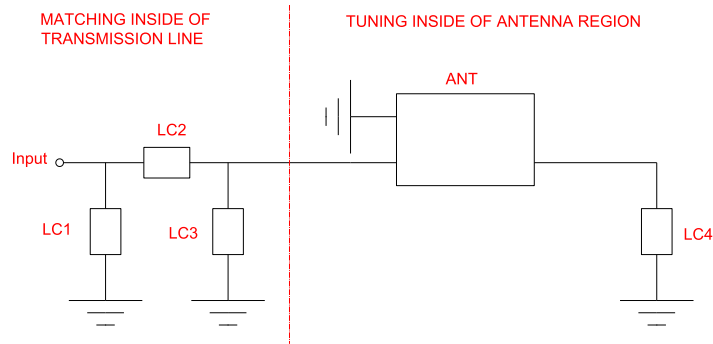 MATCHING INSIDE OF
TRANSMISSION LINE
TUNING INSIDE OF ANTENNA REGION
ANT
LC2
Input
LC1
LC3
LC4